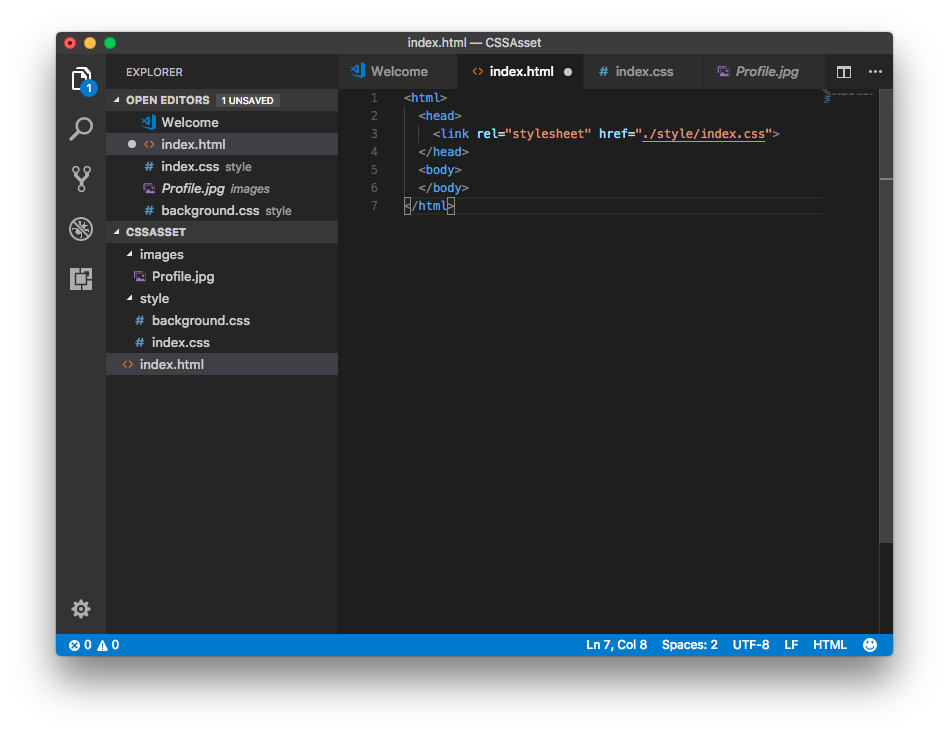 index.html — CSSAsset
EXPLORER
Welcome
index.html
index.css
Profile.jpg
1
OPEN EDITORS 1 UNSAVED
Welcome
index.html
index.css style
Profile.jpg images
background.css style
CSSASSET
images
Profile.jpg
style
background.css
index.css
index.html
1 <html>
2 <head>
3 <link rel="stylesheet" href="./style/index.css">
4 </head>
5 <body>
6 </body>
7 </html>
0 0 Ln 7, Col 8 Spaces: 2 UTF-8 LF HTML